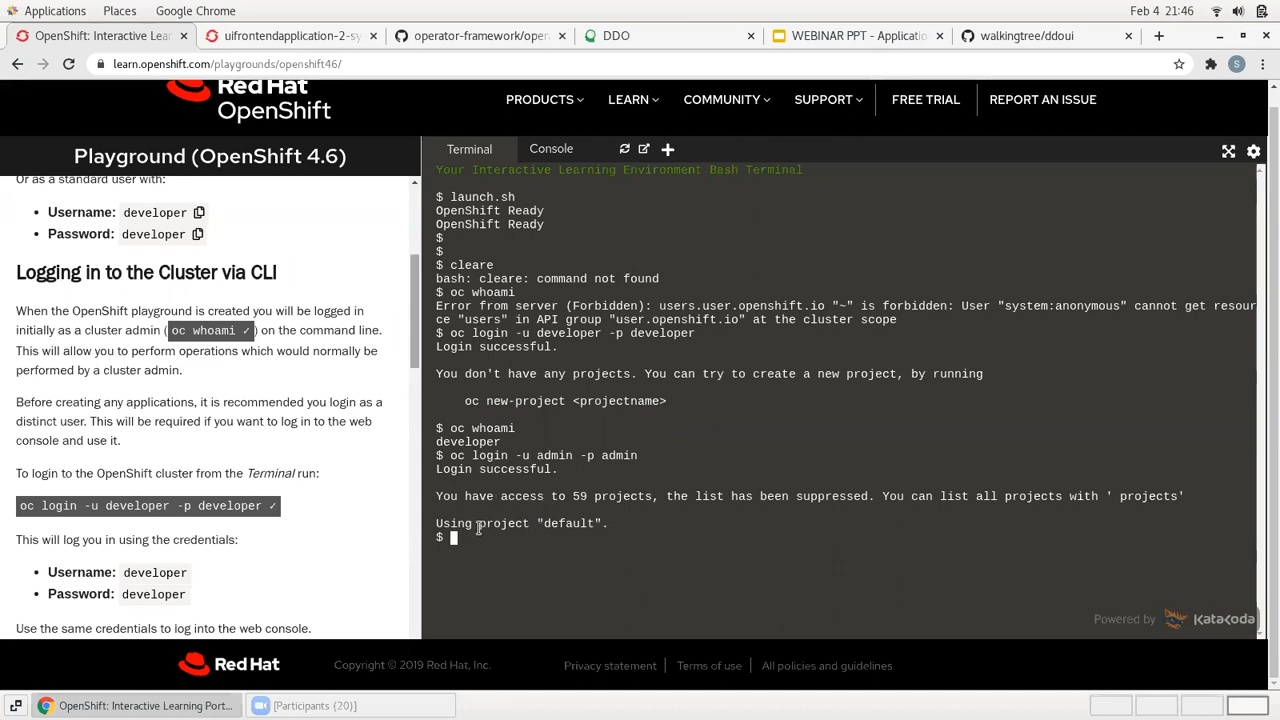 Applications Places Google Chrome Feb 4 21:46
OpenShift: Interactive Lear
uifrontendapplication-2-sy
operator-framework/oper
DDO
WEBINAR PPT - Application
walkingtree/ddoui
learn.openshift.com/playgrounds/openshift46/
Red Hat
OpenShift
PRODUCTS LEARN COMMUNITY SUPPORT FREE TRIAL REPORT AN ISSUE
Playground (OpenShift 4.6)
Or as a standard user with:
• Username: developer
• Password: developer
Logging in to the Cluster via CLI
When the OpenShift playground is created you will be logged in
initially as a cluster admin ( oc whoami ✓ ) on the command line.
This will allow you to perform operations which would normally be
performed by a cluster admin.
Before creating any applications, it is recommended you login as a
distinct user. This will be required if you want to log in to the web
console and use it.
To login to the OpenShift cluster from the Terminal run:
oc login -u developer -p developer ✓
This will log you in using the credentials:
• Username: developer
• Password: developer
Use the same credentials to log into the web console.
Terminal Console
Your Interactive Learning Environment Bash Terminal
$ launch.sh
OpenShift Ready
OpenShift Ready
$
$
$ cleare
bash: cleare: command not found
$ oc whoami
Error from server (Forbidden): users.user.openshift.io "~" is forbidden: User "system:anonymous" cannot get resour
ce "users" in API group "user.openshift.io" at the cluster scope
$ oc login -u developer -p developer
Login successful.
You don't have any projects. You can try to create a new project, by running
oc new-project <projectname>
$ oc whoami
developer
$ oc login -u admin -p admin
Login successful.
You have access to 59 projects, the list has been suppressed. You can list all projects with ' projects'
Using project "default".
$
Powered by KATAKODA
Red Hat Copyright © 2019 Red Hat, Inc. Privacy statement Terms of use All policies and guidelines
OpenShift: Interactive Learning Port... [Participants (20)]